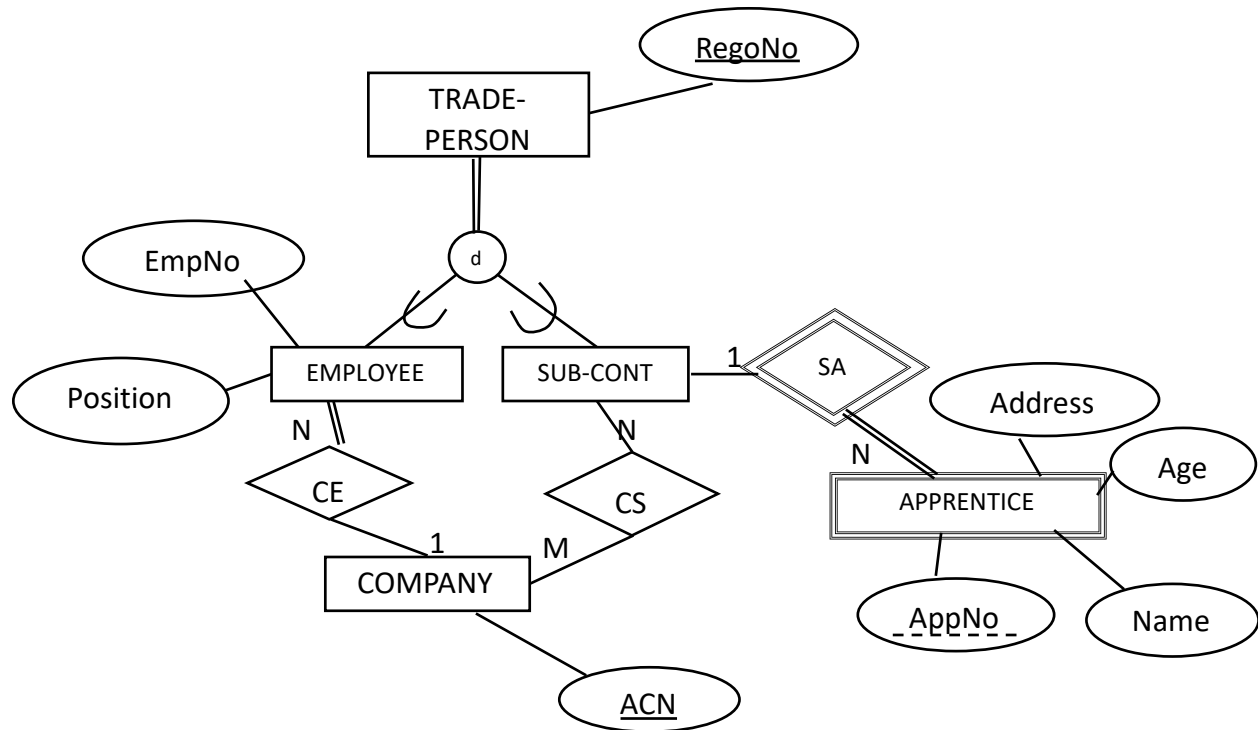 RegoNo
TRADE-
PERSON
d
EmpNo
EMPLOYEE
SUB-CONT
1
SA
Position
Address
N
N
N
Age
CE
CS
APPRENTICE
1
M
COMPANY
AppNo
Name
ACN